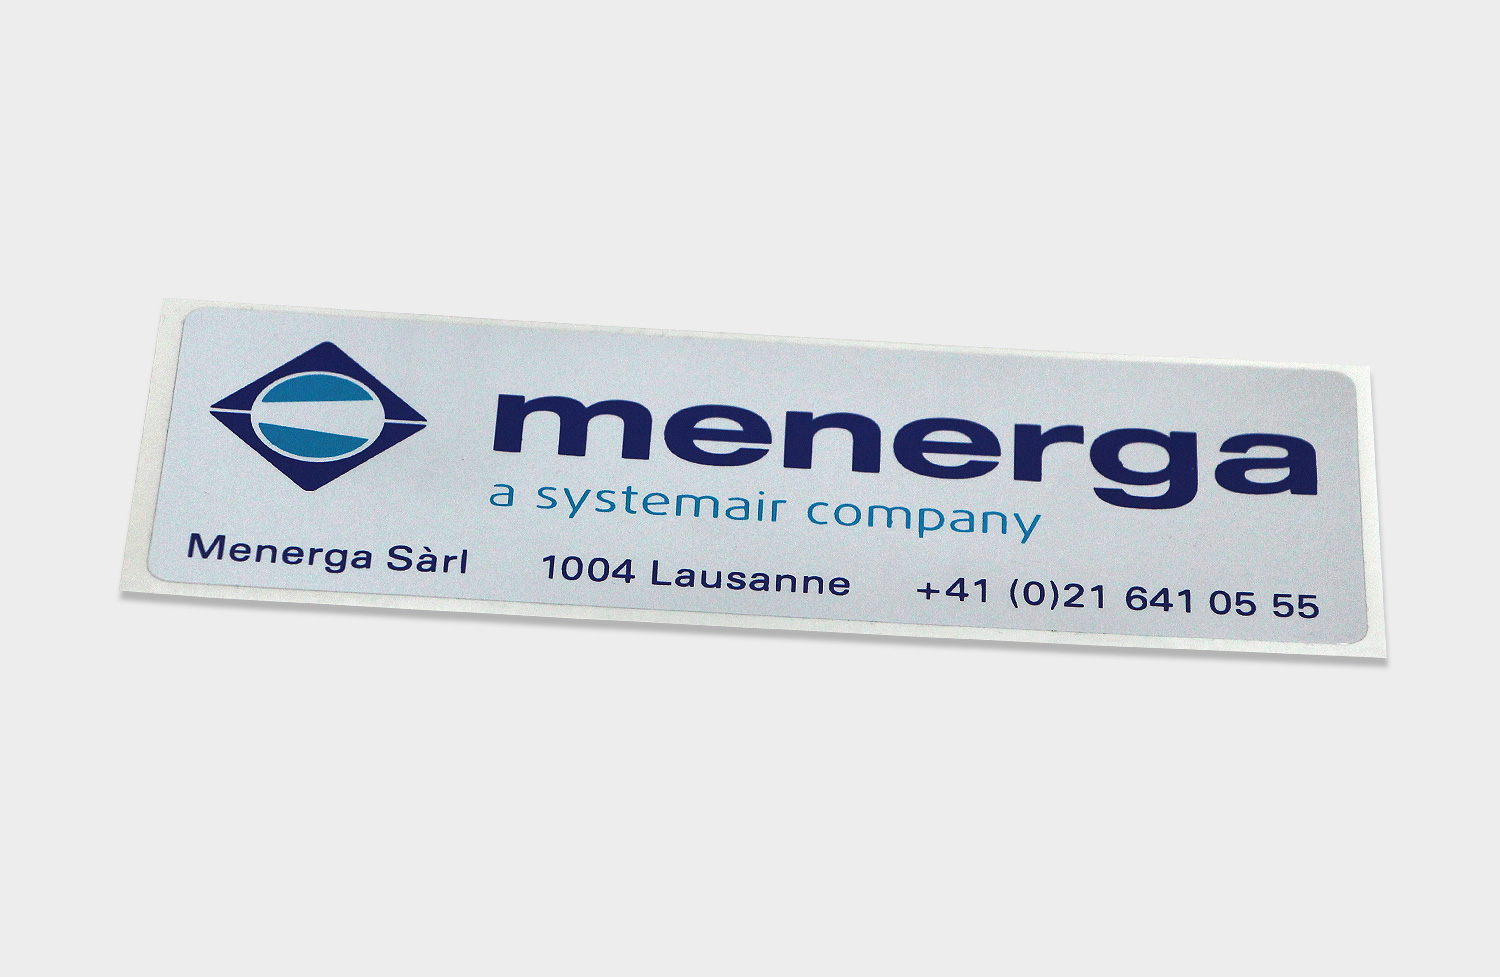 menerga
a systemair company
Menerga Sàrl 1004 Lausanne +41 (0)21 641 05 55